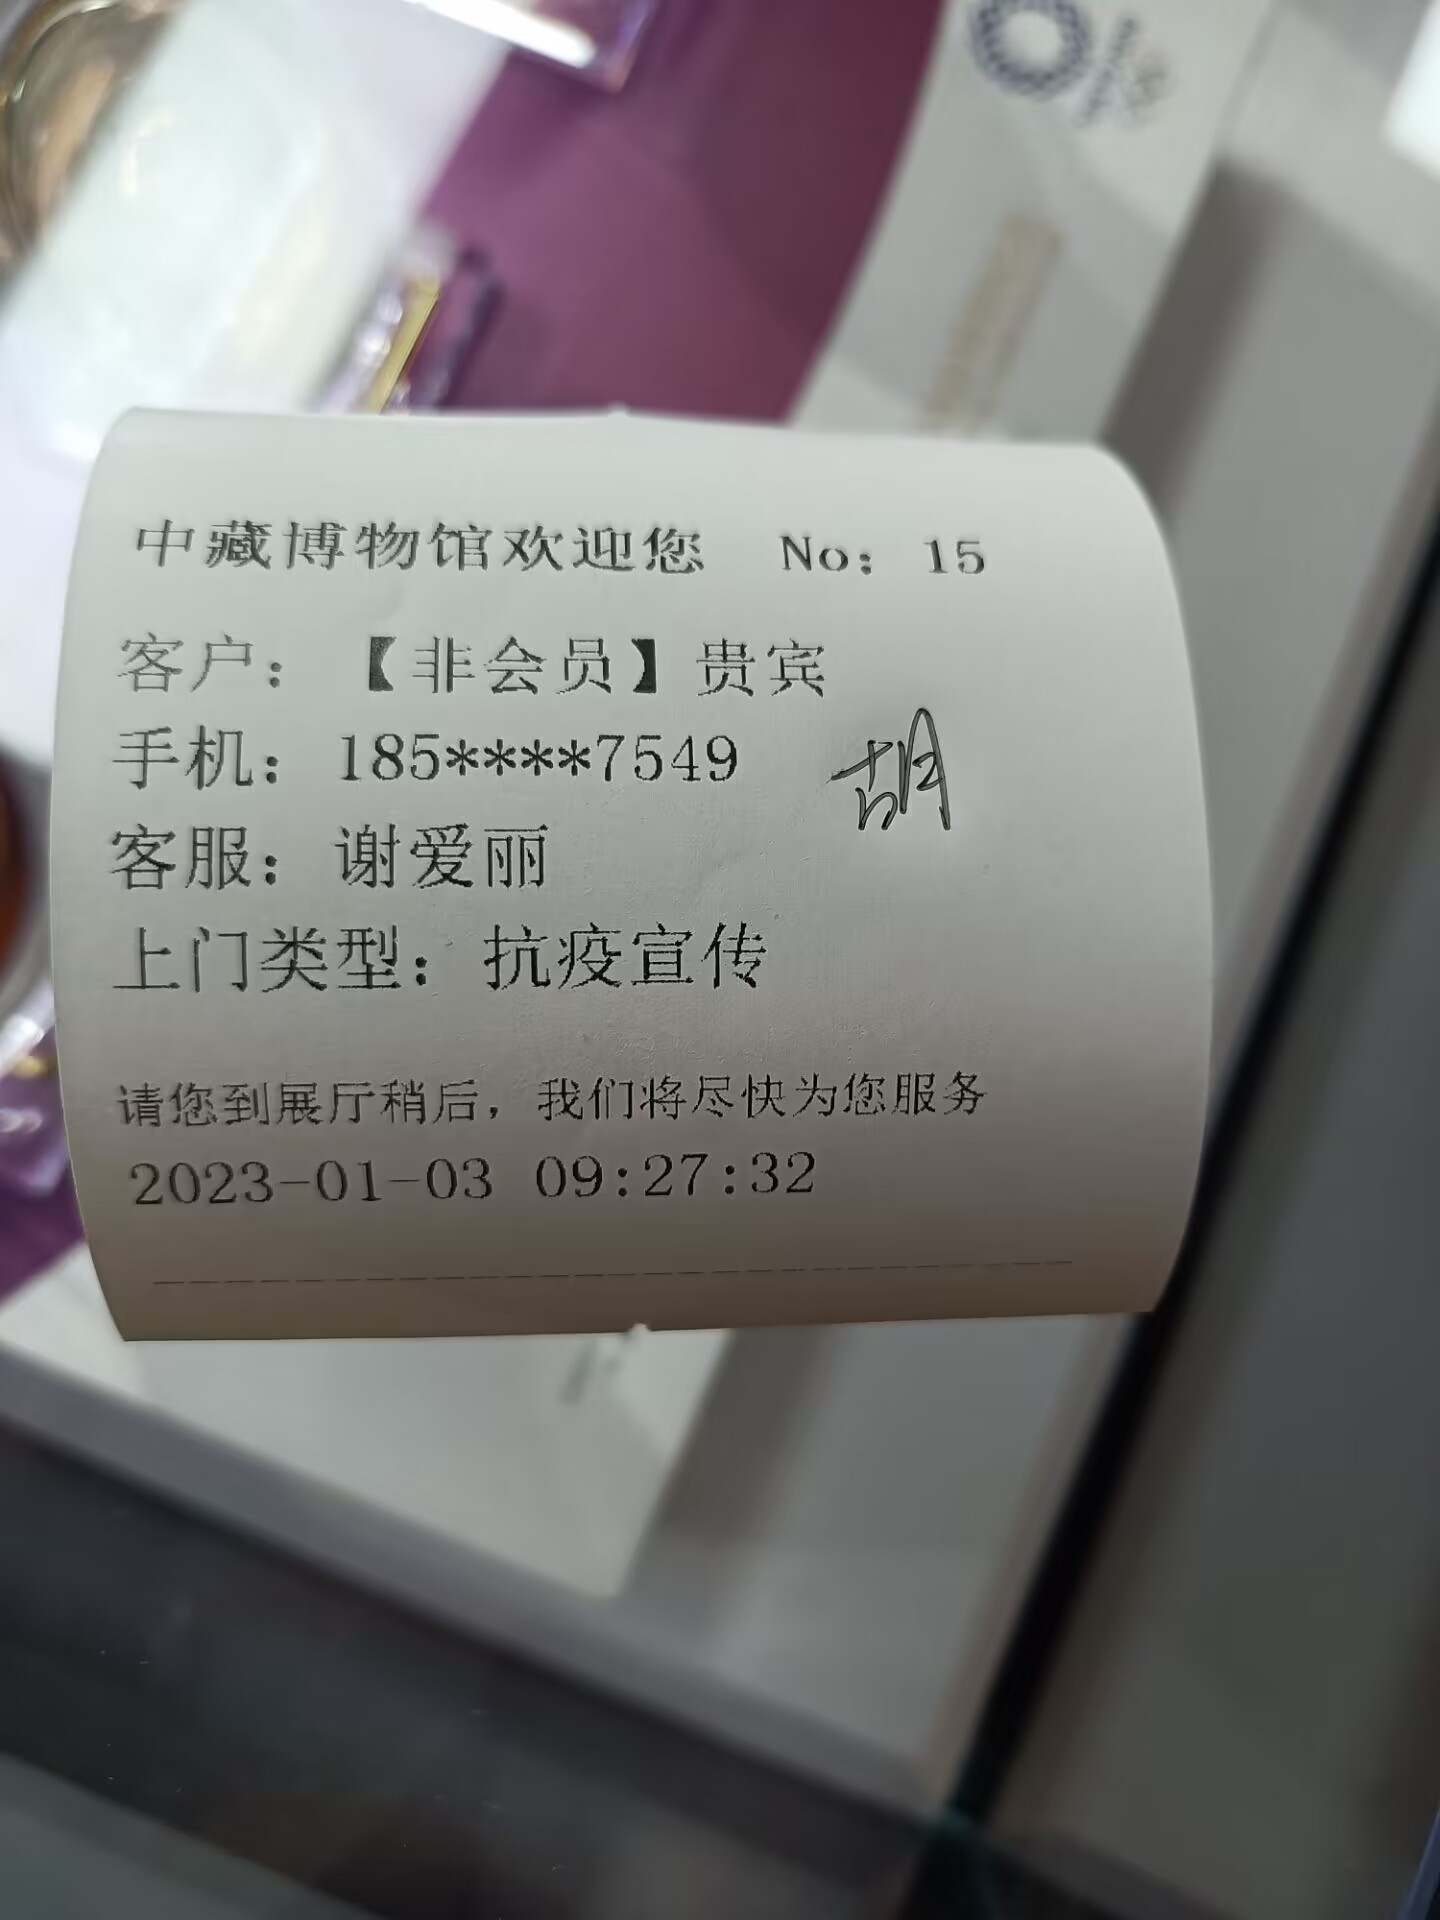 中藏博物馆欢迎您 No: 15
客户：【非会员】贵宾
手机：185****7549
胡
客服：谢爱丽
上门类型：抗疫宣传
请您到展厅稍后，我们将尽快为您服务
2023-01-03 09:27:32